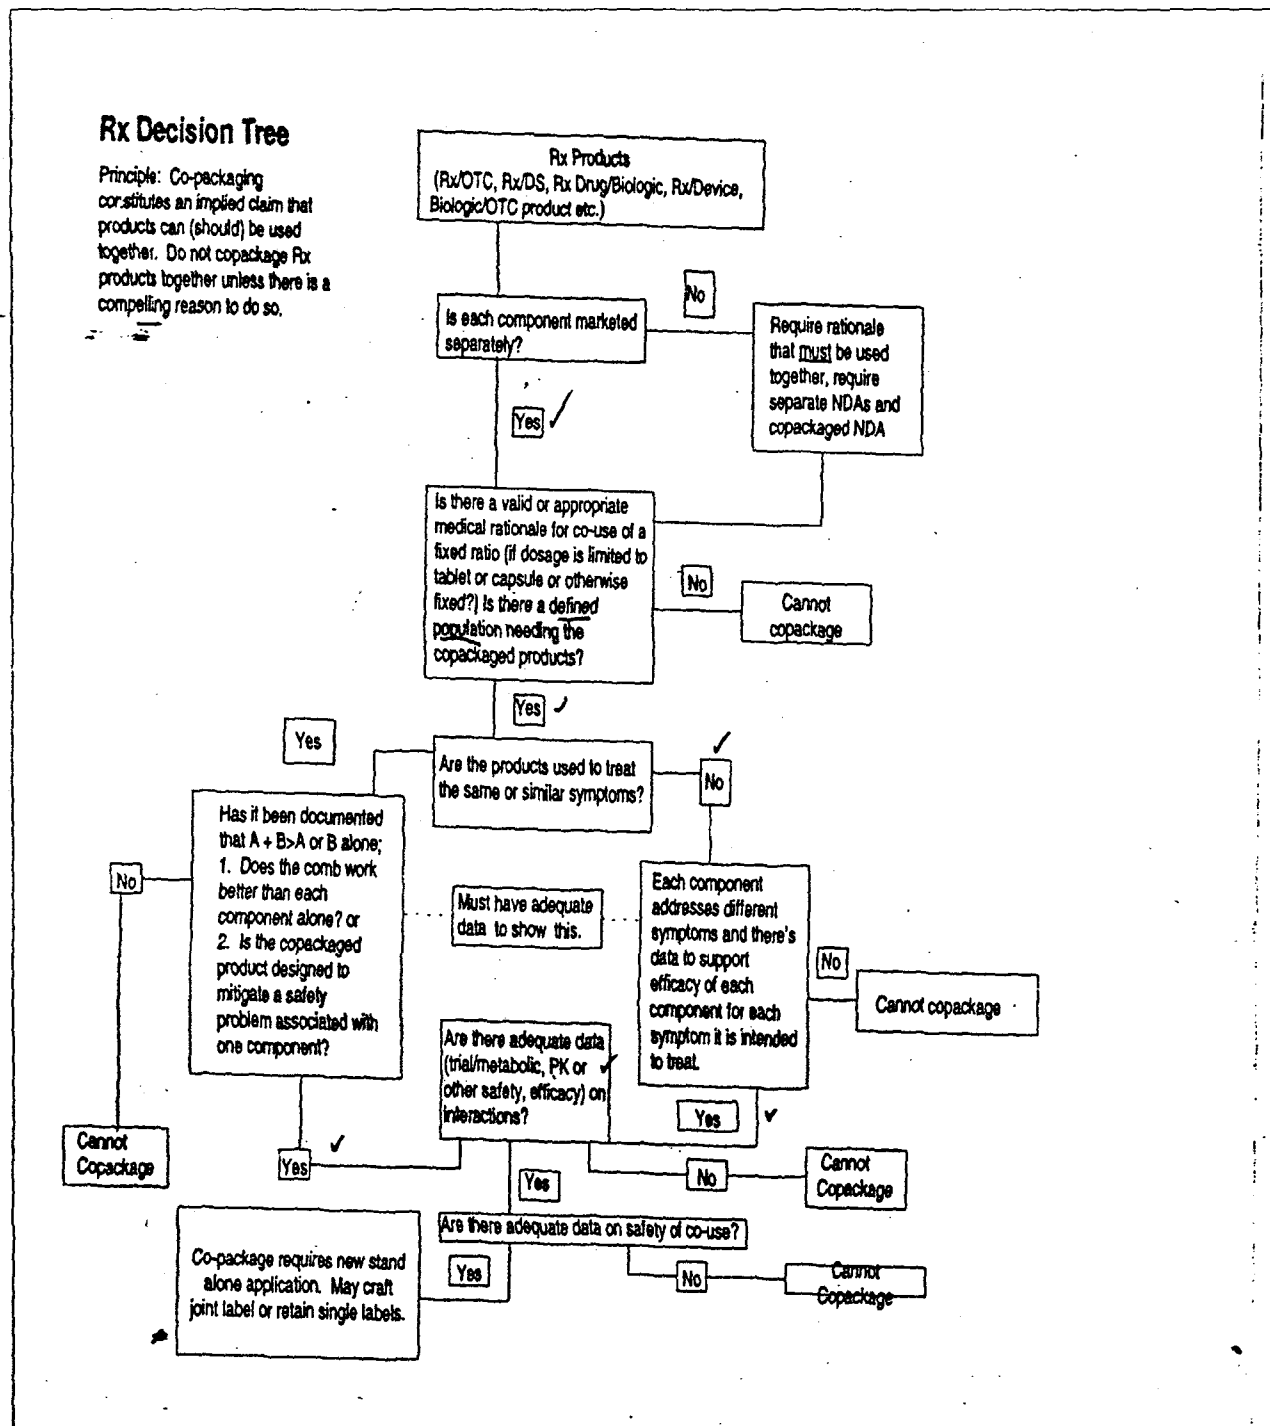 Rx Decision Tree
Principle: Co-packaging
constitutes an implied claim that
products can (should) be used
together. Do not copackage Rx
products together unless there is a
compelling reason to do so.
Rx Products
(Rx/OTC, Rx/DS, Rx Drug/Biologic, Rx/Device,
Biologic/OTC product etc.)
No
Is each component marketed
separately?
Require rationale
that must be used
together, require
separate NDAs and
copackaged NDA
Yes ✓
Is there a valid or appropriate
medical rationale for co-use of a
fixed ratio (if dosage is limited to
tablet or capsule or otherwise
fixed?) Is there a defined
population needing the
copackaged products?
No
Cannot
copackage
Yes ✓
Yes
Are the products used to treat
the same or similar symptoms?
✓
No
Has it been documented
that A + B>A or B alone;
1. Does the comb work
better than each
component alone? or
2. Is the copackaged
product designed to
mitigate a safety
problem associated with
one component?
No
Must have adequate
data to show this.
Each component
addresses different
symptoms and there's
data to support
efficacy of each
component for each
symptom it is intended
to treat.
No
Cannot copackage
Are there adequate data
(trial/metabolic, PK or ✓
other safety, efficacy) on
interactions?
Yes ✓
Cannot
Copackage
✓
Yes
Yes
No
Cannot
Copackage
Are there adequate data on safety of co-use?
Yes
No
Cannot
Copackage
Co-package requires new stand
alone application. May craft
joint label or retain single labels.